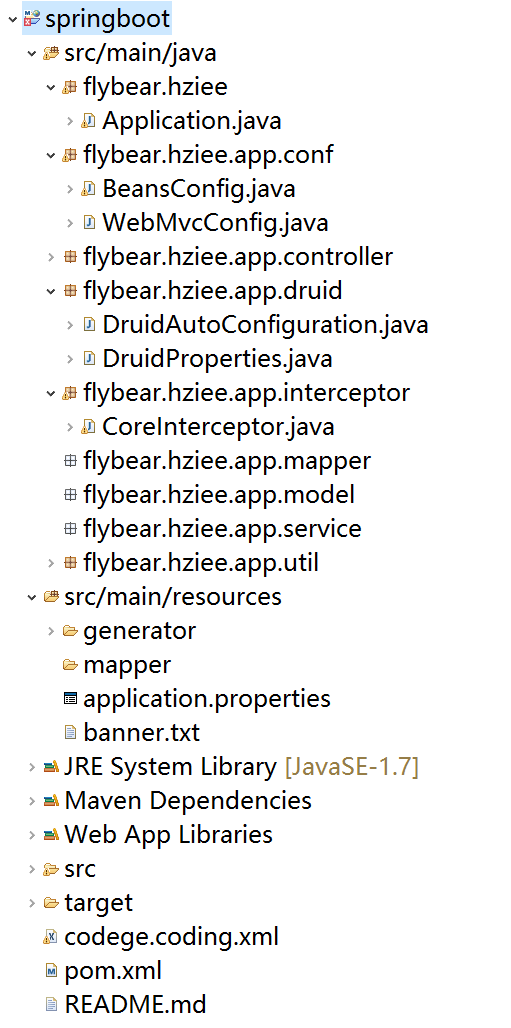 springboot
src/main/java
flybear.hziee
Application.java
flybear.hziee.app.conf
BeansConfig.java
WebMvcConfig.java
flybear.hziee.app.controller
flybear.hziee.app.druid
DruidAutoConfiguration.java
DruidProperties.java
flybear.hziee.app.interceptor
CoreInterceptor.java
flybear.hziee.app.mapper
flybear.hziee.app.model
flybear.hziee.app.service
flybear.hziee.app.util
src/main/resources
generator
mapper
application.properties
banner.txt
JRE System Library [JavaSE-1.7]
Maven Dependencies
Web App Libraries
src
target
codege.coding.xml
pom.xml
README.md